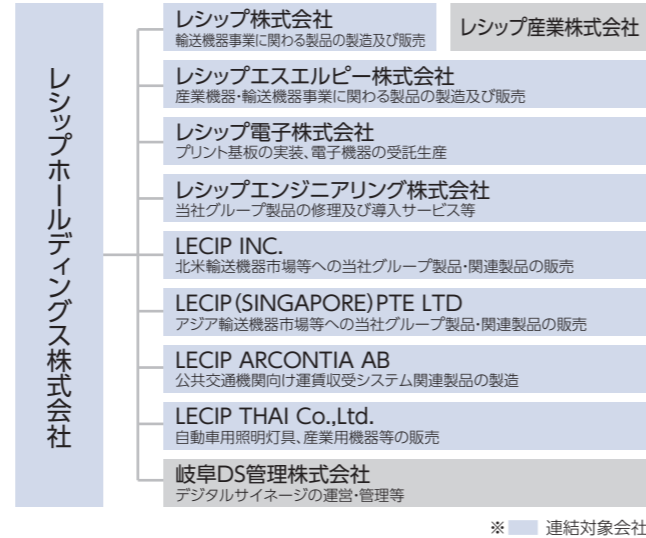 レシップホールディングス株式会社
レシップ株式会社
輸送機器事業に関わる製品の製造及び販売
レシップ産業株式会社
レシップエスエルピー株式会社
産業機器・輸送機器事業に関わる製品の製造及び販売
レシップ電子株式会社
プリント基板の実装、電子機器の受託生産
レシップエンジニアリング株式会社
当社グループ製品の修理及び導入サービス等
LECIP INC.
北米輸送機器市場等への当社グループ製品・関連製品の販売
LECIP(SINGAPORE)PTE LTD
アジア輸送機器市場等への当社グループ製品・関連製品の販売
LECIP ARCONTIA AB
公共交通機関向け運賃収受システム関連製品の製造
LECIP THAI Co.,Ltd.
自動車用照明灯具、産業用機器等の販売
岐阜DS管理株式会社
デジタルサイネージの運営・管理等
※ 連結対象会社